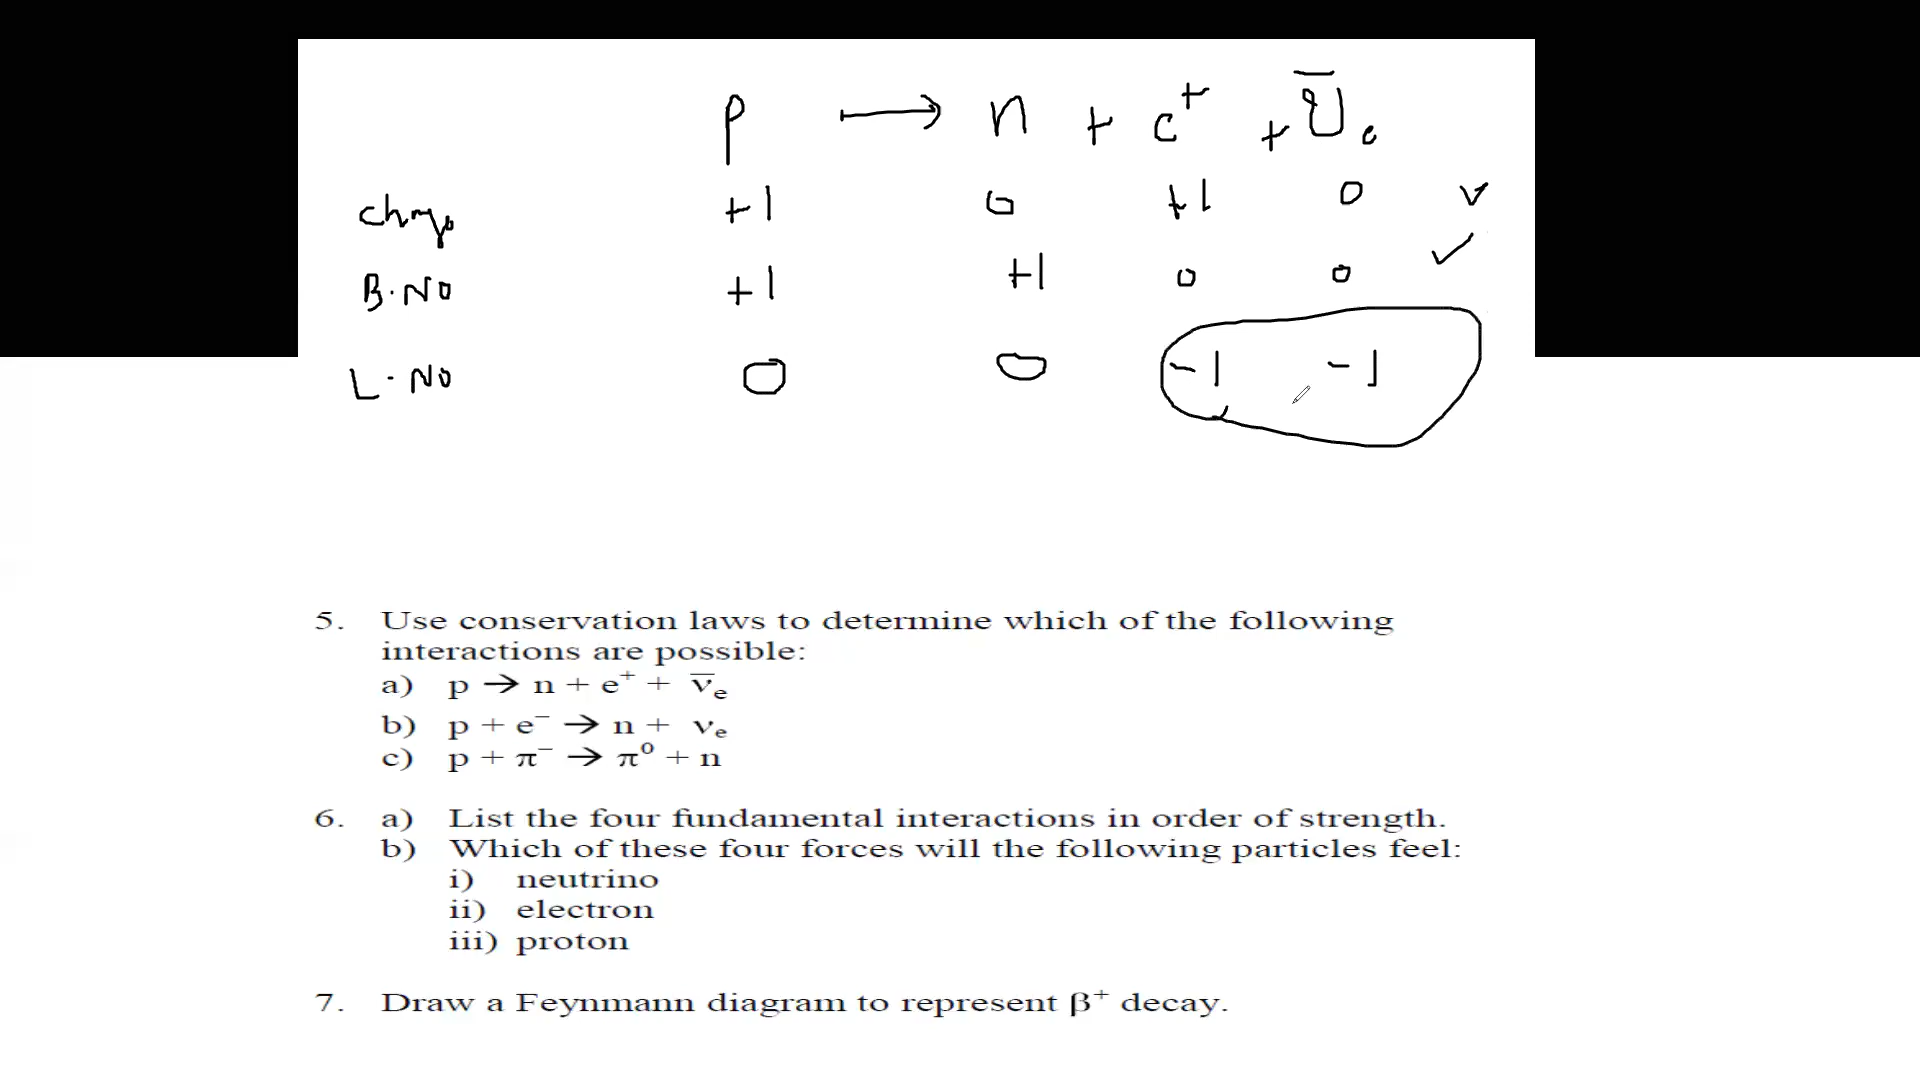 p → n + e⁺ + ν̅ₑ
+1 0 +1 0 ✓
B.NO +1 +1 0 0 ✓
L.NO 0 0 -1 -1
5. Use conservation laws to determine which of the following
interactions are possible:
a) p → n + e⁺ + ν̅ₑ
b) p + e⁻ → n + νₑ
c) p + π⁻ → π⁰ + n
6. a) List the four fundamental interactions in order of strength.
b) Which of these four forces will the following particles feel:
i) neutrino
ii) electron
iii) proton
7. Draw a Feynmann diagram to represent β⁺ decay.